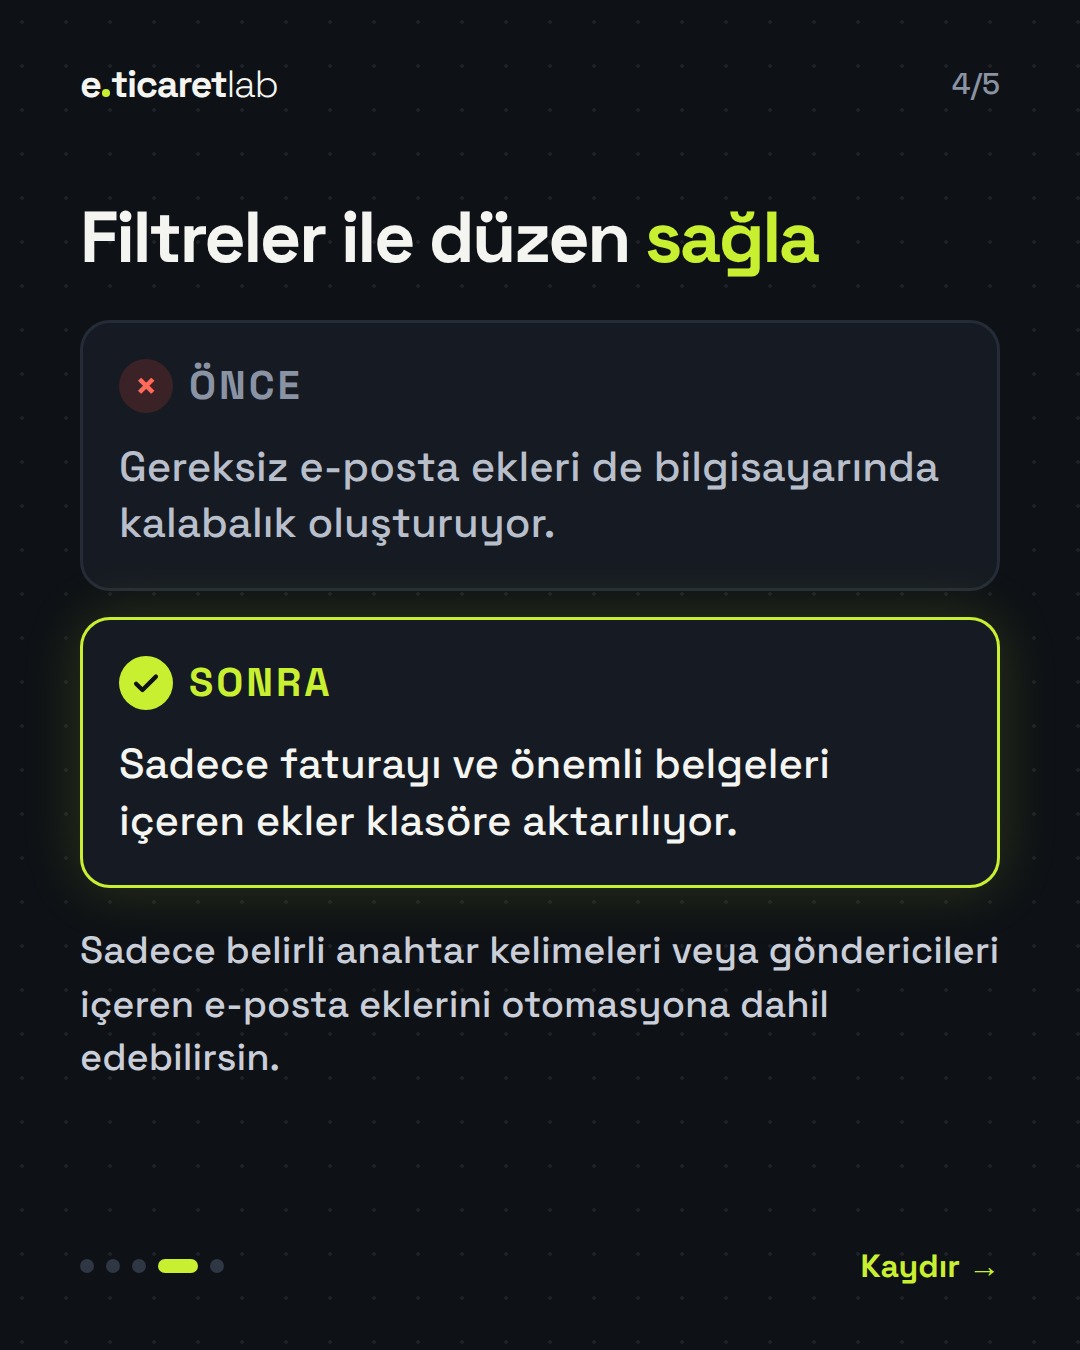 e.ticaretlab
4/5
Filtreler ile düzen sağla
ÖNCE
Gereksiz e-posta ekleri de bilgisayarında
kalabalık oluşturuyor.
SONRA
Sadece faturayı ve önemli belgeleri
içeren ekler klasöre aktarılıyor.
Sadece belirli anahtar kelimeleri veya göndericileri
içeren e-posta eklerini otomasyona dahil
edebilirsin.
Kaydır →